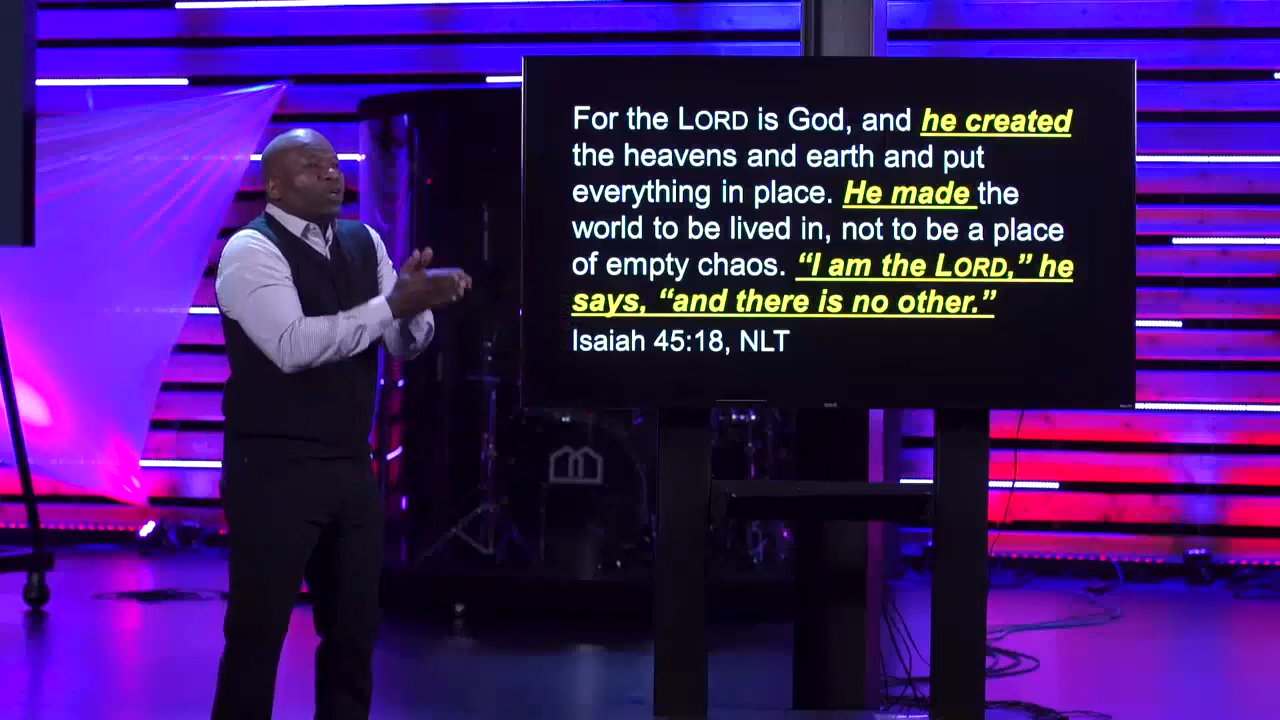 For the LORD is God, and he created
the heavens and earth and put
everything in place. He made the
world to be lived in, not to be a place
of empty chaos. “I am the LORD,” he
says, “and there is no other.”
Isaiah 45:18, NLT